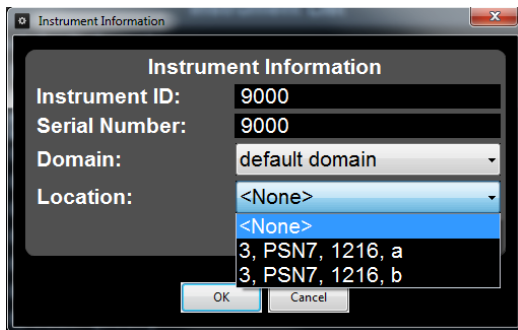 Instrument Information
Instrument Information
Instrument ID: 9000
Serial Number: 9000
Domain: default domain
Location: <None>
<None>
3, PSN7, 1216, a
3, PSN7, 1216, b
OK Cancel